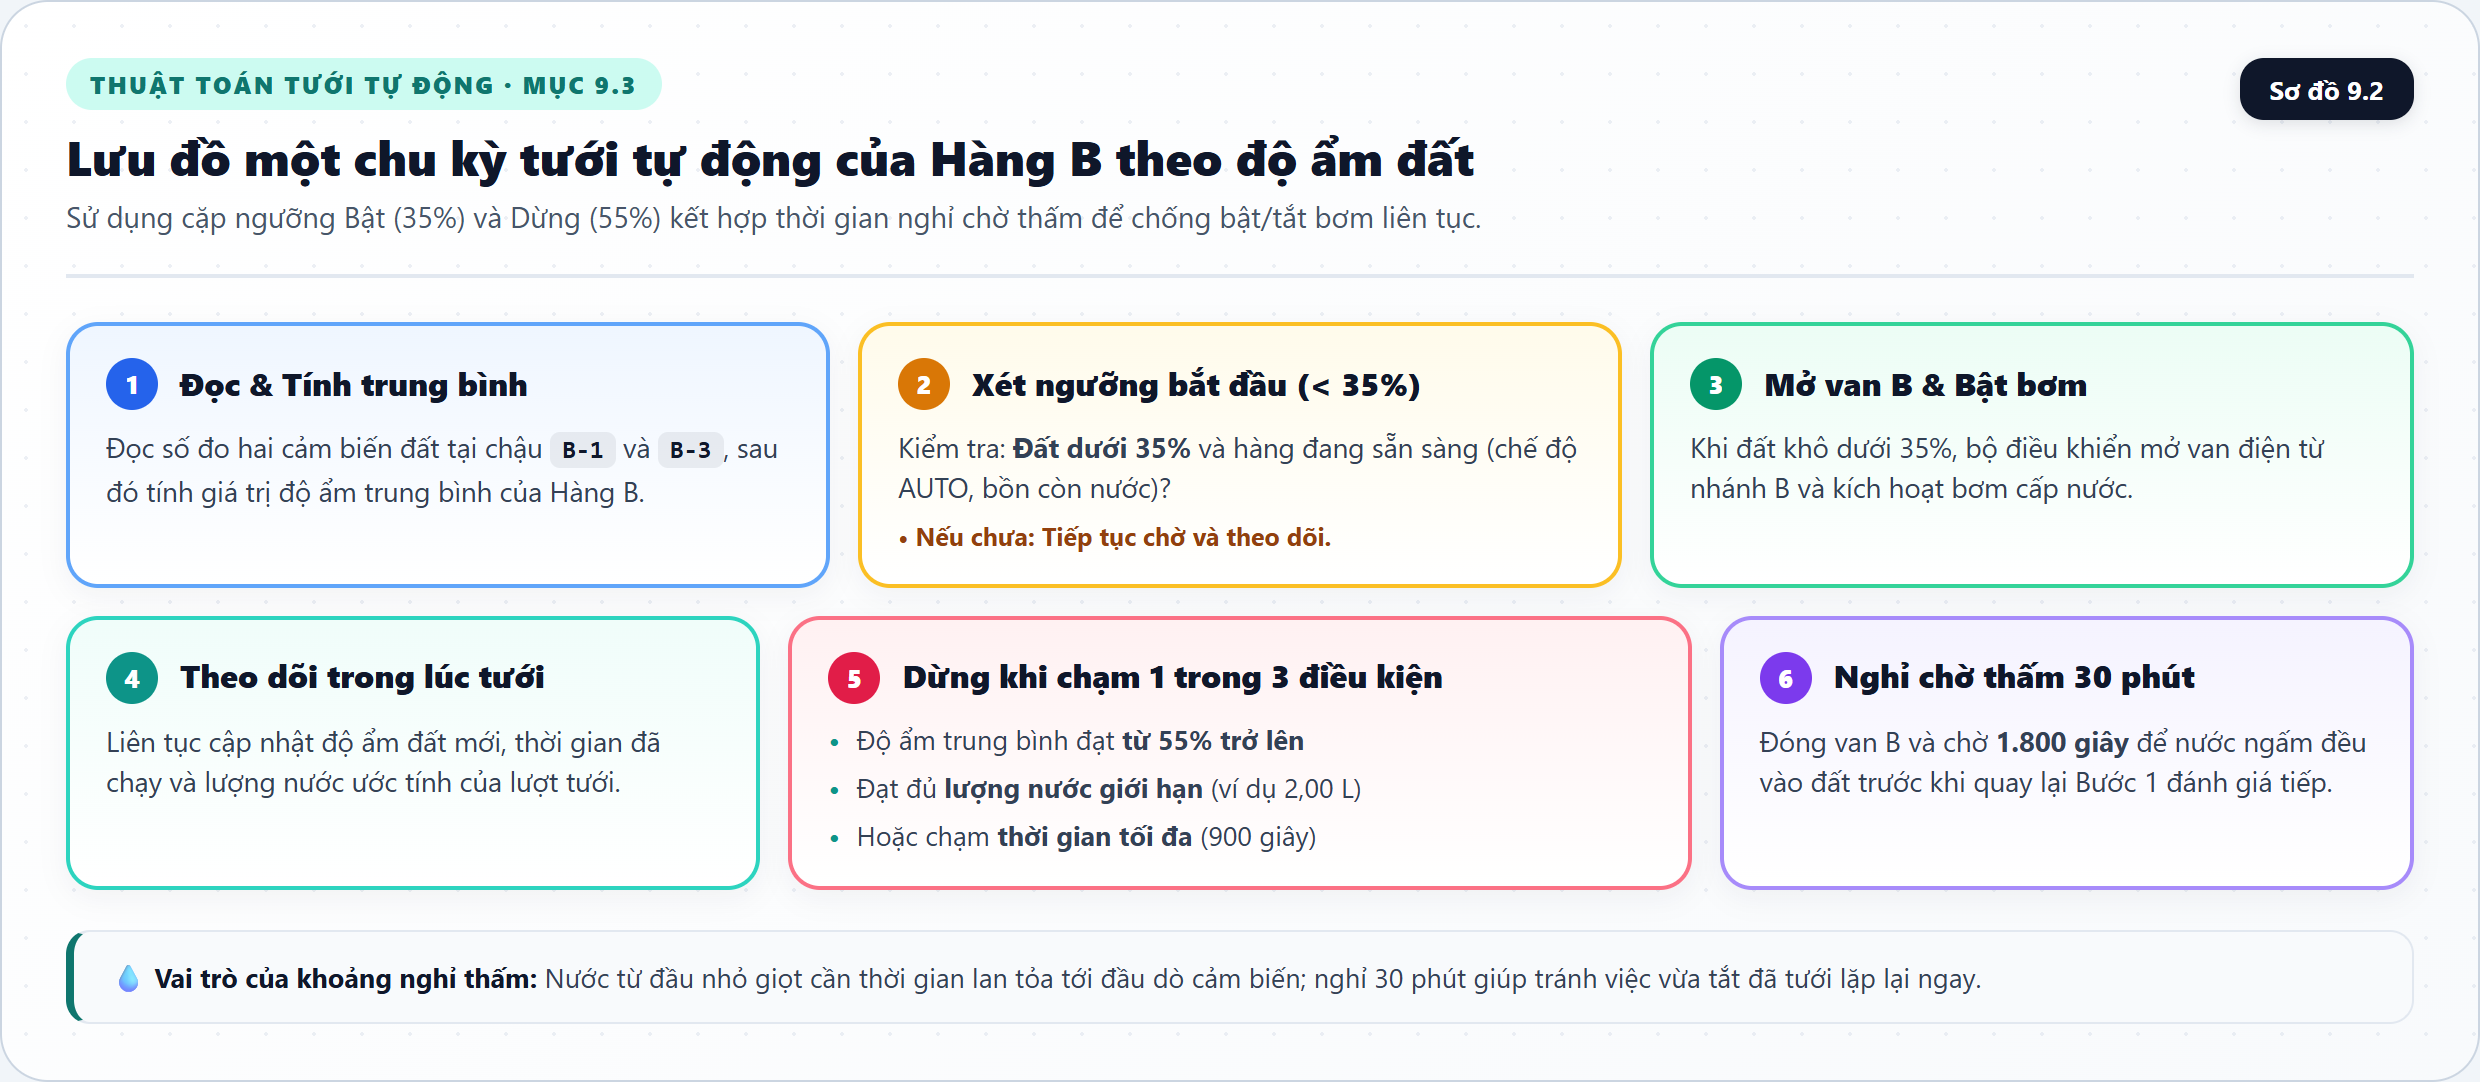 THUẬT TOÁN TƯỚI TỰ ĐỘNG · MỤC 9.3
Sơ đồ 9.2
Lưu đồ một chu kỳ tưới tự động của Hàng B theo độ ẩm đất
Sử dụng cặp ngưỡng Bật (35%) và Dừng (55%) kết hợp thời gian nghỉ chờ thấm để chống bật/tắt bơm liên tục.
1 Đọc & Tính trung bình
Đọc số đo hai cảm biến đất tại chậu B-1 và B-3, sau
đó tính giá trị độ ẩm trung bình của Hàng B.
2 Xét ngưỡng bắt đầu (< 35%)
Kiểm tra: Đất dưới 35% và hàng đang sẵn sàng (chế độ
AUTO, bồn còn nước)?
• Nếu chưa: Tiếp tục chờ và theo dõi.
3 Mở van B & Bật bơm
Khi đất khô dưới 35%, bộ điều khiển mở van điện từ
nhánh B và kích hoạt bơm cấp nước.
4 Theo dõi trong lúc tưới
Liên tục cập nhật độ ẩm đất mới, thời gian đã
chạy và lượng nước ước tính của lượt tưới.
5 Dừng khi chạm 1 trong 3 điều kiện
• Độ ẩm trung bình đạt từ 55% trở lên
• Đạt đủ lượng nước giới hạn (ví dụ 2,00 L)
• Hoặc chạm thời gian tối đa (900 giây)
6 Nghỉ chờ thấm 30 phút
Đóng van B và chờ 1.800 giây để nước ngấm đều
vào đất trước khi quay lại Bước 1 đánh giá tiếp.
💧 Vai trò của khoảng nghỉ thấm: Nước từ đầu nhỏ giọt cần thời gian lan tỏa tới đầu dò cảm biến; nghỉ 30 phút giúp tránh việc vừa tắt đã tưới lặp lại ngay.